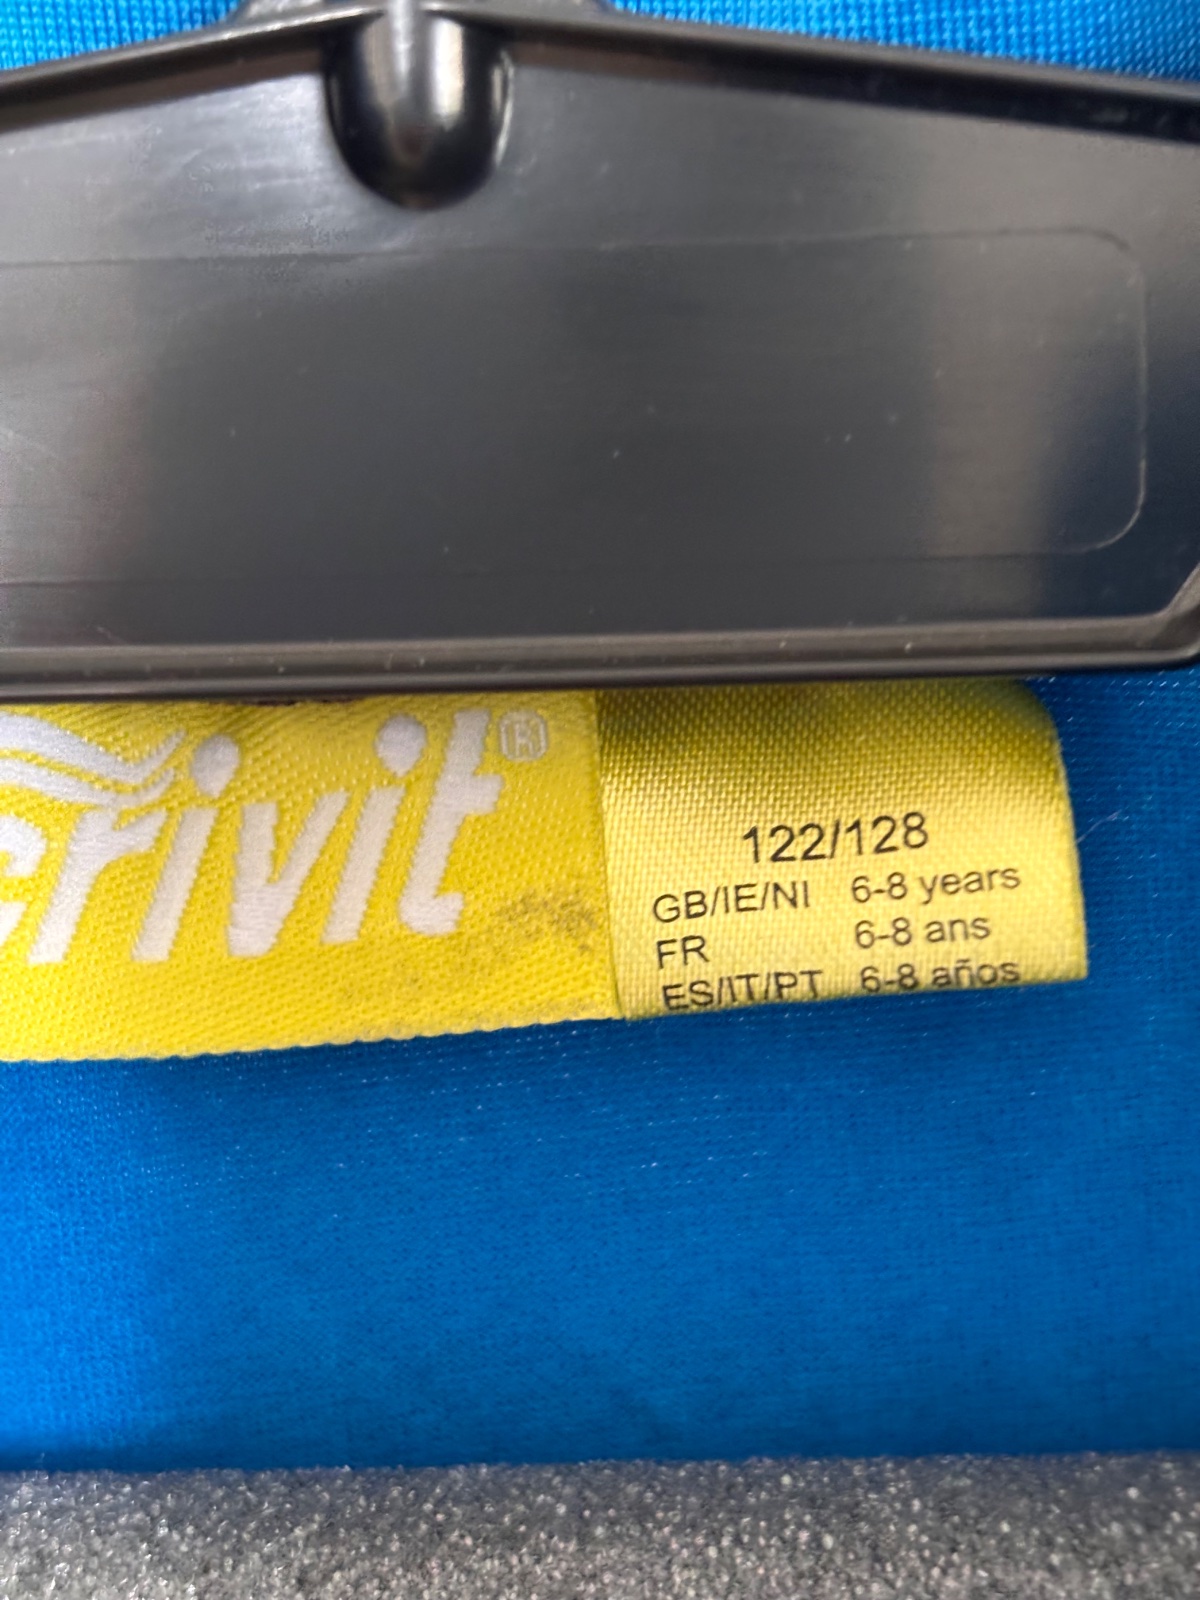 crivit®
122/128
GB/IE/NI 6-8 years
FR 6-8 ans
ES/IT/PT 6-8 años